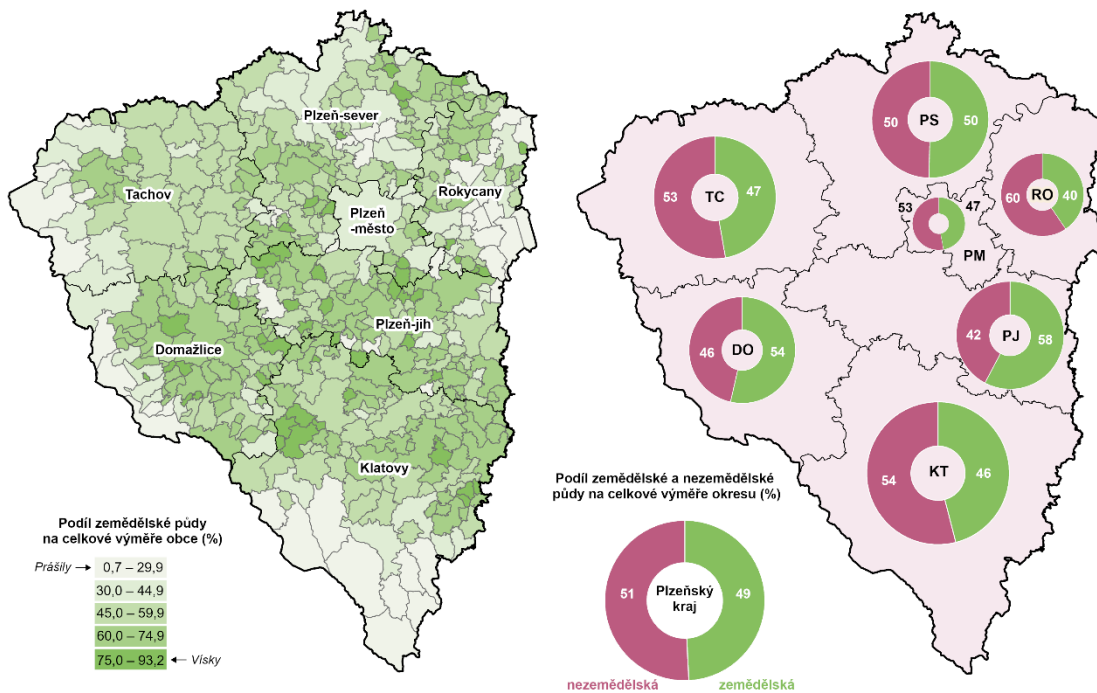 Plzeň-sever
Tachov
Rokycany
Plzeň
-město
Plzeň-jih
Domažlice
Klatovy
Podíl zemědělské půdy
na celkové výměře obce (%)
Prášily
0,7 – 29,9
30,0 – 44,9
45,0 – 59,9
60,0 – 74,9
75,0 – 93,2
Vísky
50 PS 50
53 TC 47
60 RO 40
53 47
PM
42 PJ 58
46 DO 54
54 KT 46
Podíl zemědělské a nezemědělské
půdy na celkové výměře okresu (%)
51 Plzeňský 49
kraj
nezemědělská zemědělská